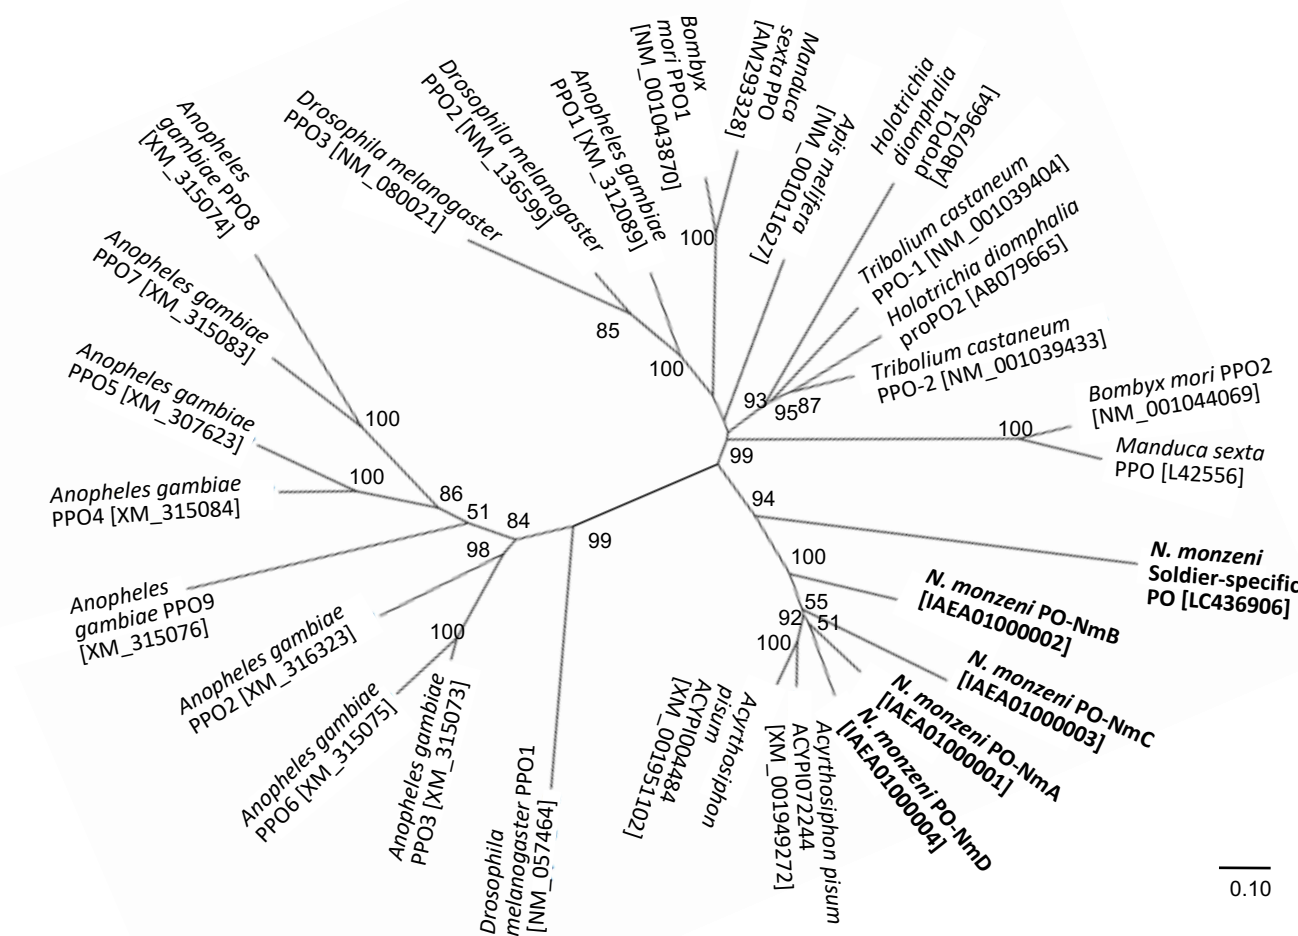 Bombyx
mori PPO1
[NM_001043870]
Manduca
sexta PPO
[AM293328]
Apis melifera
[NM_001011627]
Holotrichia
diomphalia
proPO1
[AB079664]
Tribolium castaneum
PPO-1 [NM_001039404]
Holotrichia diomphalia
proPO2 [AB079665]
Tribolium castaneum
PPO-2 [NM_001039433]
Bombyx mori PPO2
[NM_001044069]
Manduca sexta
PPO [L42556]
N. monzeni
Soldier-specific
PO [LC436906]
N. monzeni PO-NmB
[IAEA01000002]
N. monzeni PO-NmC
[IAEA01000003]
N. monzeni PO-NmA
[IAEA01000001]
N. monzeni PO-NmD
[IAEA01000004]
Acyrthosiphon pisum
ACYPI072244
[XM_001949272]
Acyrthosiphon
pisum
ACYPI004484
[XM_001951102]
Drosophila
melanogaster PPO1
[NM_057464]
Anopheles gambiae
PPO3 [XM_315073]
Anopheles gambiae
PPO6 [XM_315075]
Anopheles gambiae
PPO2 [XM_316323]
Anopheles
gambiae PPO9
[XM_315076]
Anopheles gambiae
PPO4 [XM_315084]
Anopheles gambiae
PPO5 [XM_307623]
Anopheles gambiae
PPO7 [XM_315083]
Anopheles
gambiae PPO8
[XM_315074]
Drosophila melanogaster
PPO3 [NM_080021]
Drosophila melanogaster
PPO2 [NM_136599]
Anopheles gambiae
PPO1 [XM_312089]
100
85
100
93
95
87
100
99
94
100
55
51
92
100
99
84
98
100
51
86
100
100
0.10